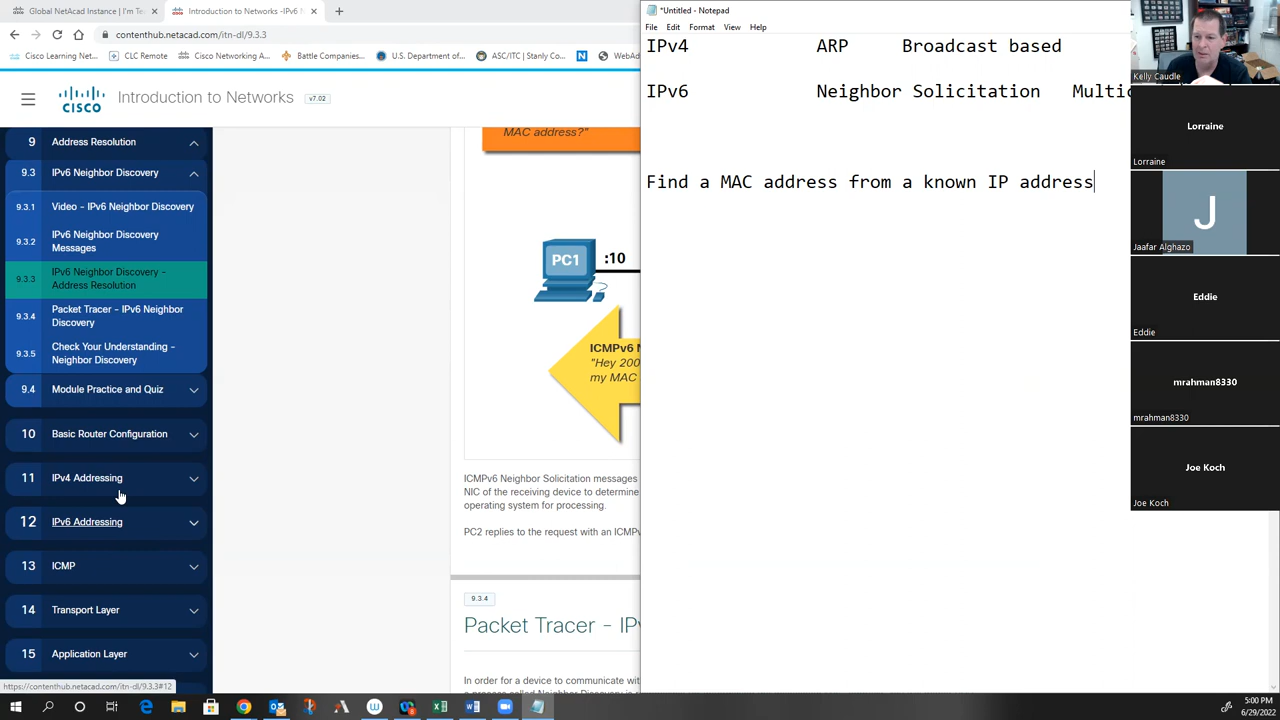 Global NetAcad Instance | I'm Te
Introduction to Networks -IPv6 N
contenthub.netacad.com/itn-dl/9.3.3
Cisco Learning Net...
CLC Remote
Cisco Networking A...
Battle Companies...
U.S. Department of...
ASC/ITC | Stanly Co...
WebAd
CISCO
Introduction to Networks
v7.02
9 Address Resolution
9.3 IPv6 Neighbor Discovery
9.3.1 Video - IPv6 Neighbor Discovery
9.3.2 IPv6 Neighbor Discovery
Messages
9.3.3 IPv6 Neighbor Discovery -
Address Resolution
9.3.4 Packet Tracer - IPv6 Neighbor
Discovery
9.3.5 Check Your Understanding -
Neighbor Discovery
9.4 Module Practice and Quiz
10 Basic Router Configuration
11 IPv4 Addressing
12 IPv6 Addressing
13 ICMP
14 Transport Layer
15 Application Layer
https://contenthub.netacad.com/itn-dl/9.3.3#12
MAC address?"
PC1
:10
ICMPv6 N
"Hey 200
my MAC
ICMPv6 Neighbor Solicitation messages
NIC of the receiving device to determine
operating system for processing.
PC2 replies to the request with an ICMPv
9.3.4
Packet Tracer - IPv
In order for a device to communicate wit
*Untitled - Notepad
File Edit Format View Help
IPv4 ARP Broadcast based
IPv6 Neighbor Solicitation Multic
Find a MAC address from a known IP address
Kelly Caudle
Lorraine
Lorraine
J
Jaafar Alghazo
Eddie
Eddie
mrahman8330
mrahman8330
Joe Koch
Joe Koch
5:00 PM
6/29/2022